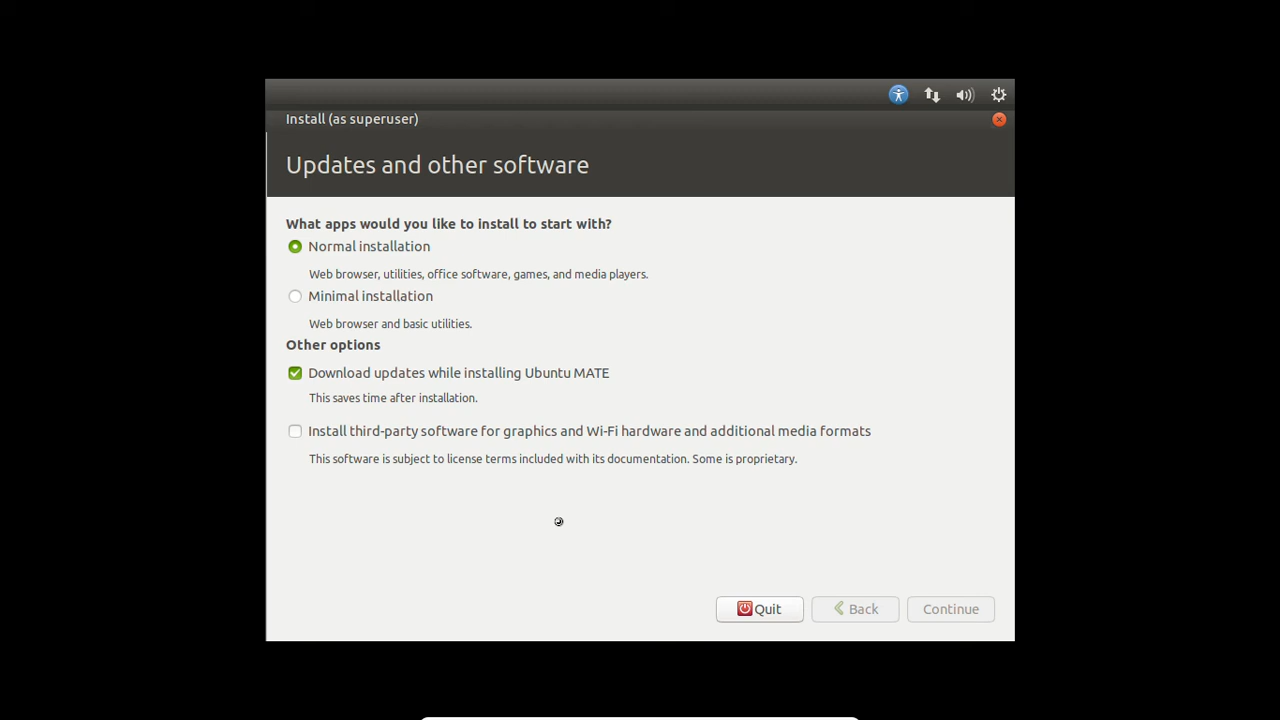 Install (as superuser)
Updates and other software
What apps would you like to install to start with?
Normal installation
Web browser, utilities, office software, games, and media players.
Minimal installation
Web browser and basic utilities.
Other options
Download updates while installing Ubuntu MATE
This saves time after installation.
Install third-party software for graphics and Wi-Fi hardware and additional media formats
This software is subject to license terms included with its documentation. Some is proprietary.
Quit
Back
Continue